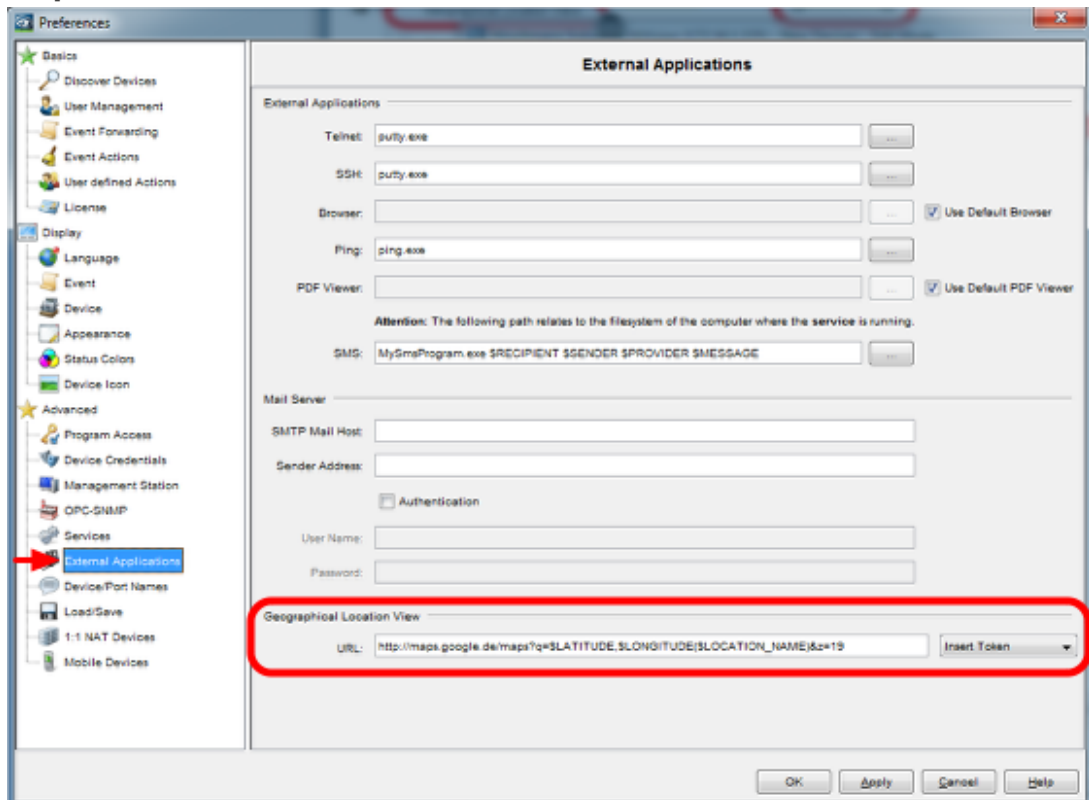 Preferences
Basics
Discover Devices
User Management
Event Forwarding
Event Actions
User defined Actions
License
Display
Language
Event
Device
Appearance
Status Colors
Device Icon
Advanced
Program Access
Device Credentials
Management Station
OPC-SNMP
Services
External Applications
Device/Port Names
Load/Save
1:1 NAT Devices
Mobile Devices
External Applications
External Applications
Telnet: putty.exe ...
SSH: putty.exe ...
Browser: ... Use Default Browser
Ping: ping.exe ...
PDF Viewer: ... Use Default PDF Viewer
Attention: The following path relates to the filesystem of the computer where the service is running.
SMS: MySmsProgram.exe $RECIPIENT $SENDER $PROVIDER $MESSAGE ...
Mail Server
SMTP Mail Host:
Sender Address:
Authentication
User Name:
Password:
Geographical Location View
URL: http://maps.google.de/maps?q=$LATITUDE,$LONGITUDE($LOCATION_NAME)&z=19 Insert Token
OK Apply Cancel Help